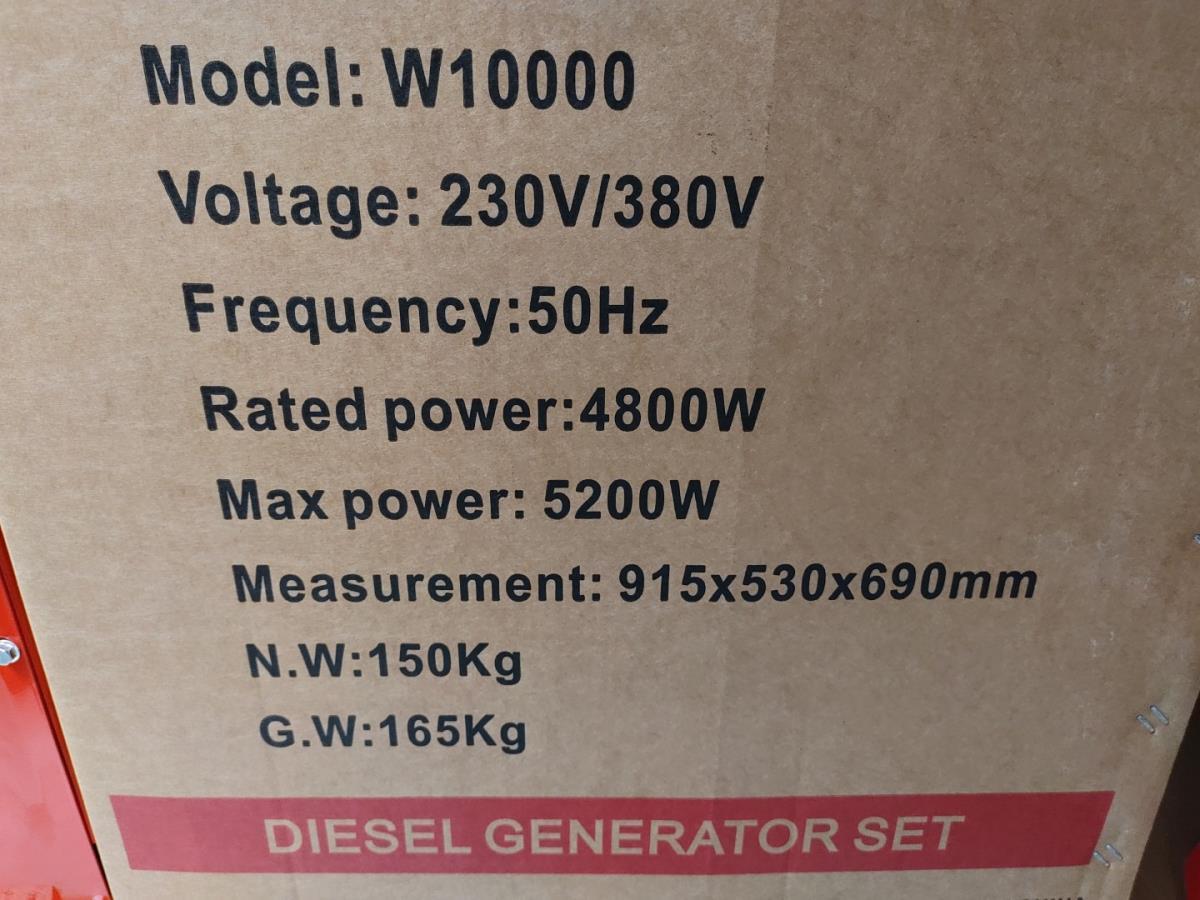 Model: W10000
Voltage: 230V/380V
Frequency:50Hz
Rated power:4800W
Max power: 5200W
Measurement: 915x530x690mm
N.W:150Kg
G.W:165Kg
DIESEL GENERATOR SET